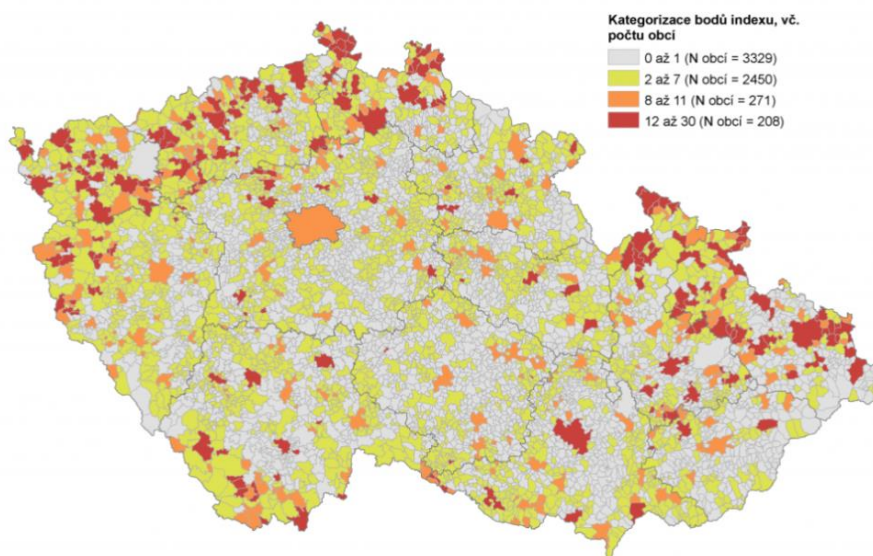 Kategorizace bodů indexu, vč.
počtu obcí
0 až 1 (N obcí = 3329)
2 až 7 (N obcí = 2450)
8 až 11 (N obcí = 271)
12 až 30 (N obcí = 208)